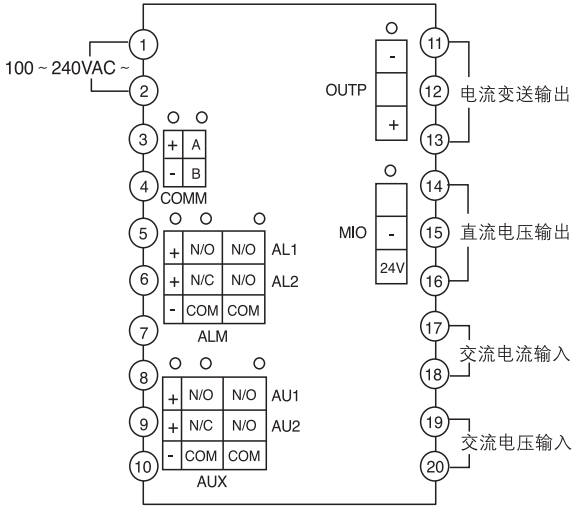 100 ~ 240VAC ~
1
2
3
4
5
6
7
8
9
10
+ A
- B
COMM
+ N/O N/O AL1
+ N/C N/O AL2
- COM COM
ALM
+ N/O N/O AU1
+ N/C N/O AU2
- COM COM
AUX
OUTP
-
+
MIO
-
24V
11
12
13
14
15
16
17
18
19
20
电流变送输出
直流电压输出
交流电流输入
交流电压输入